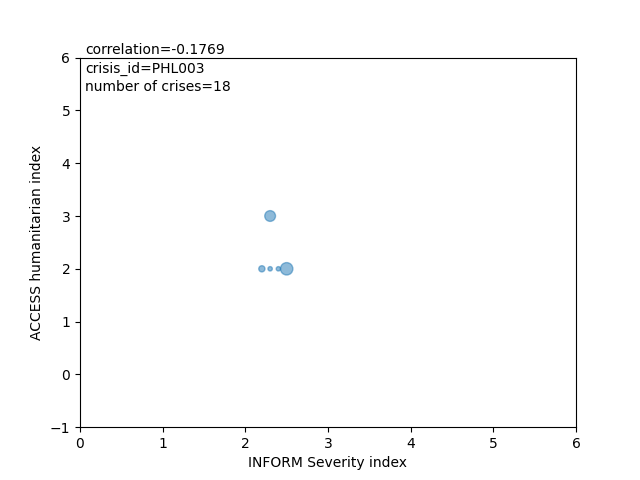 correlation=-0.1769
crisis_id=PHL003
number of crises=18
6
5
4
3
2
1
0
−1
ACCESS humanitarian index
0 1 2 3 4 5 6
INFORM Severity index